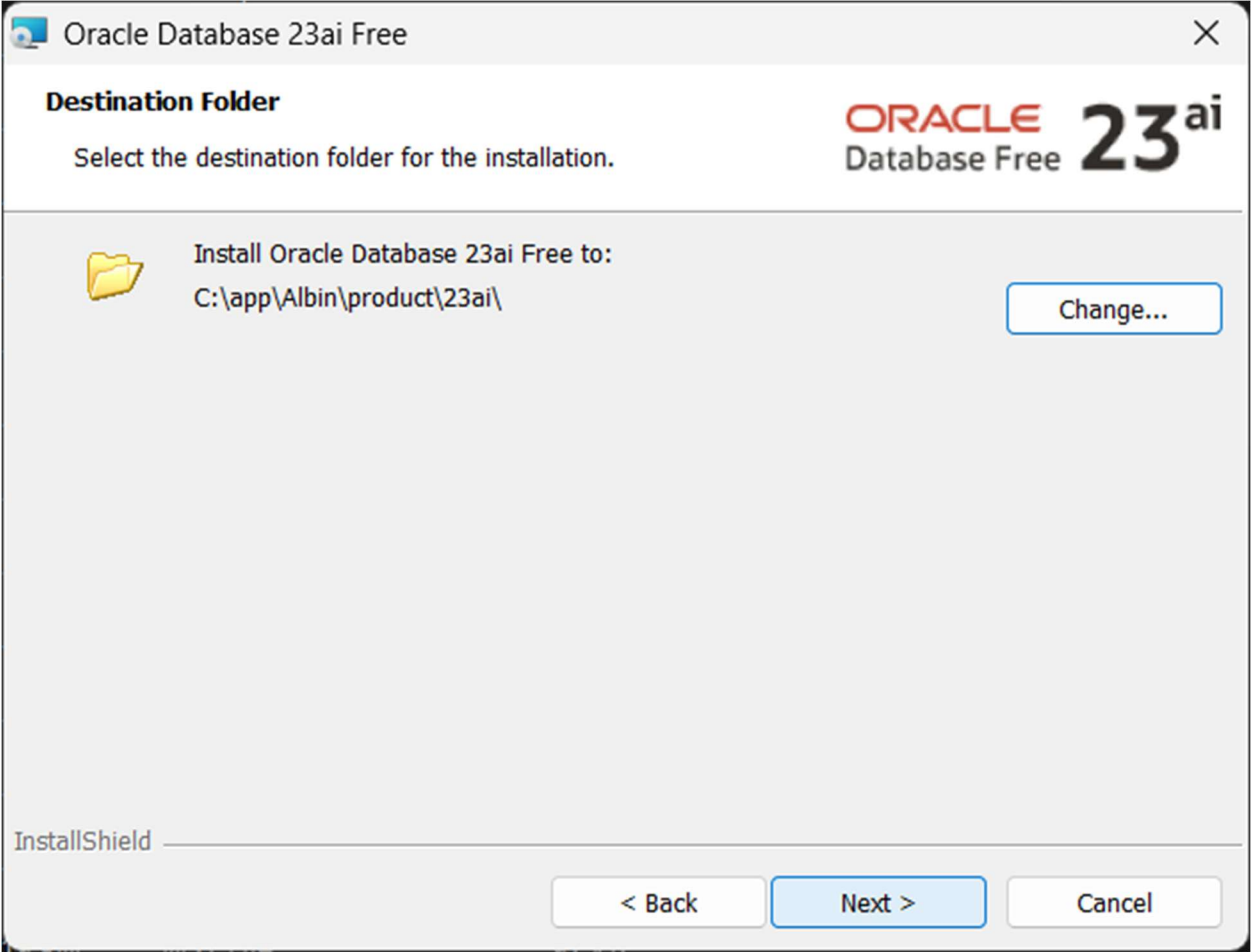 Oracle Database 23ai Free
Destination Folder
Select the destination folder for the installation.
ORACLE
Database Free 23ai
Install Oracle Database 23ai Free to:
C:\app\Albin\product\23ai\
Change...
InstallShield
< Back
Next >
Cancel